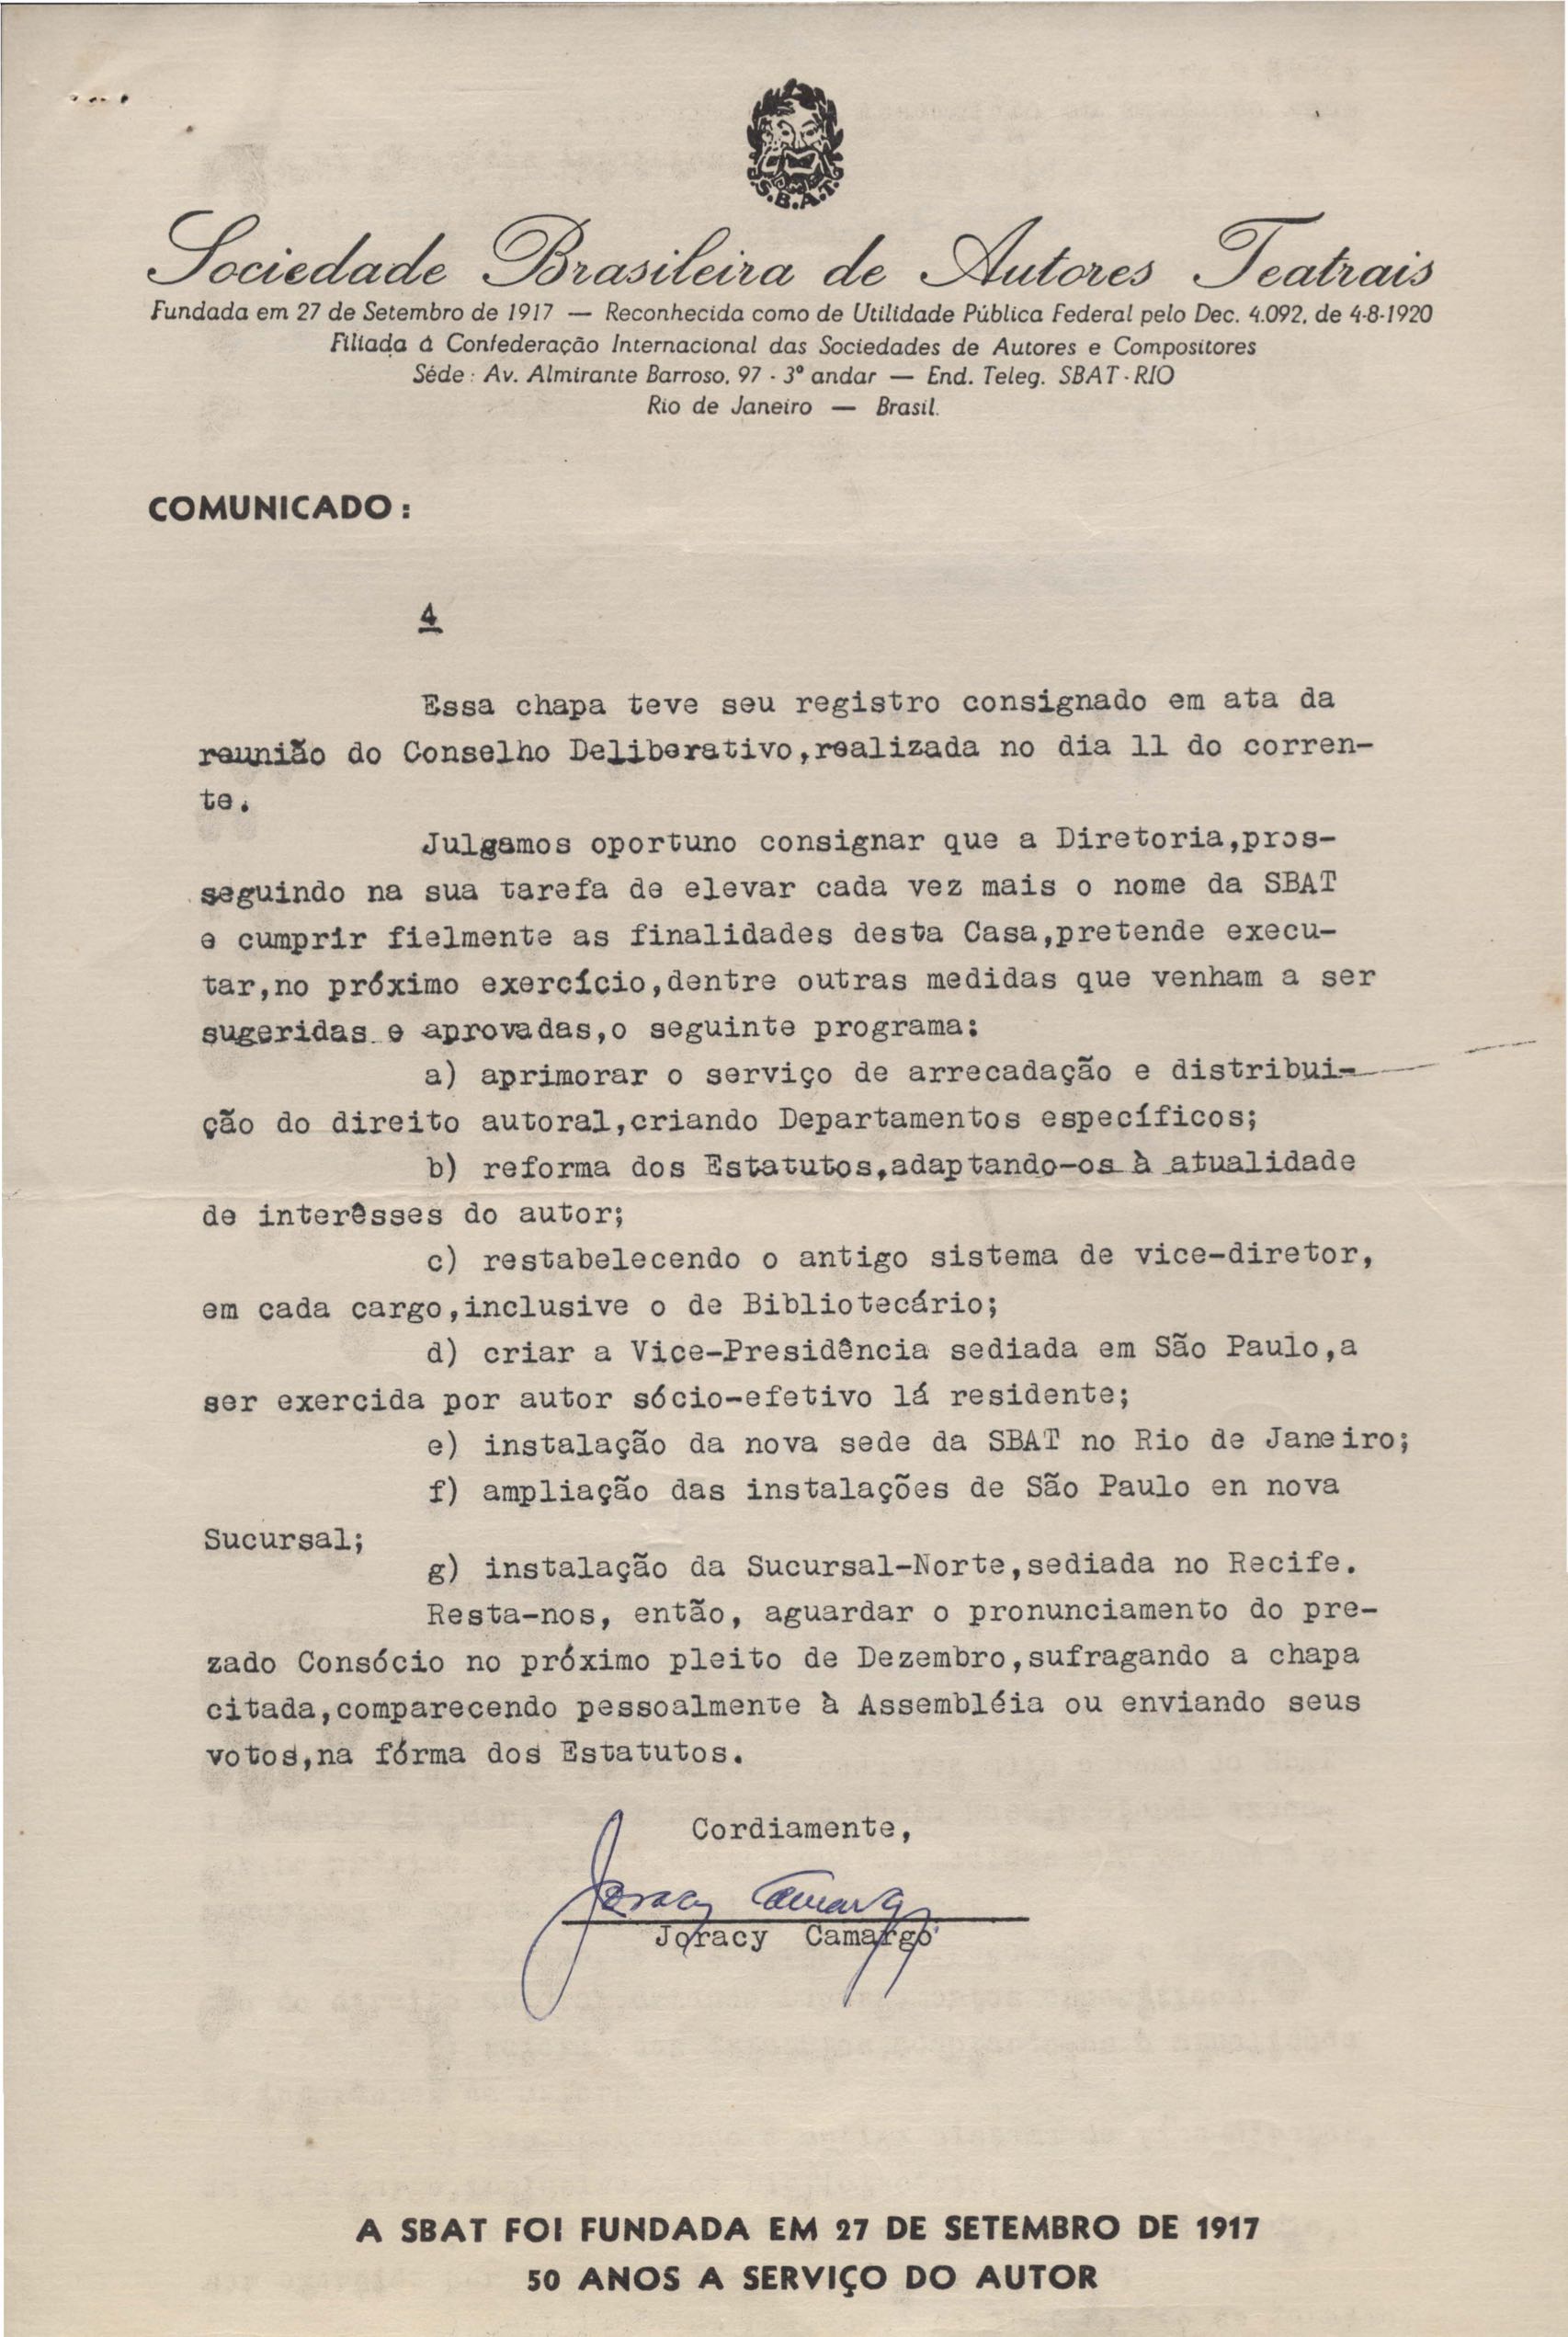 S.B.A.T.
Sociedade Brasileira de Autores Teatrais
Fundada em 27 de Setembro de 1917 — Reconhecida como de Utilidade Pública Federal pelo Dec. 4.092, de 4-8-1920
Filiada á Confederação Internacional das Sociedades de Autores e Compositores
Séde: Av. Almirante Barroso, 97 - 3º andar — End. Teleg. SBAT-RIO
Rio de Janeiro — Brasil.
COMUNICADO:
4
Essa chapa teve seu registro consignado em ata da
reunião do Conselho Deliberativo,realizada no dia 11 do corren-
te.
Julgamos oportuno consignar que a Diretoria,pros-
seguindo na sua tarefa de elevar cada vez mais o nome da SBAT
e cumprir fielmente as finalidades desta Casa,pretende execu-
tar,no próximo exercício,dentre outras medidas que venham a ser
sugeridas e aprovadas,o seguinte programa:
a) aprimorar o serviço de arrecadação e distribui-
ção do direito autoral,criando Departamentos específicos;
b) reforma dos Estatutos,adaptando-os à atualidade
de interêsses do autor;
c) restabelecendo o antigo sistema de vice-diretor,
em cada cargo,inclusive o de Bibliotecário;
d) criar a Vice-Presidência sediada em São Paulo,a
ser exercida por autor sócio-efetivo lá residente;
e) instalação da nova sede da SBAT no Rio de Janeiro;
f) ampliação das instalações de São Paulo en nova
Sucursal;
g) instalação da Sucursal-Norte,sediada no Recife.
Resta-nos, então, aguardar o pronunciamento do pre-
zado Consócio no próximo pleito de Dezembro,sufragando a chapa
citada,comparecendo pessoalmente à Assembléia ou enviando seus
votos,na fórma dos Estatutos.
Cordiamente,
Joracy Camargo
Joracy Camargo
A SBAT FOI FUNDADA EM 27 DE SETEMBRO DE 1917
50 ANOS A SERVIÇO DO AUTOR